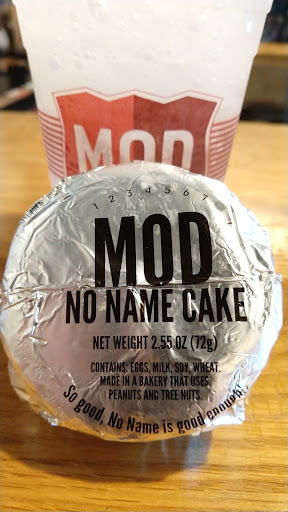 MOD
1 2 3 4 5 6 7
MOD
NO NAME CAKE
NET WEIGHT 2.55 OZ (72g)
CONTAINS: EGGS, MILK, SOY, WHEAT.
MADE IN A BAKERY THAT USES
PEANUTS AND TREE NUTS.
So good, No Name is good enough!